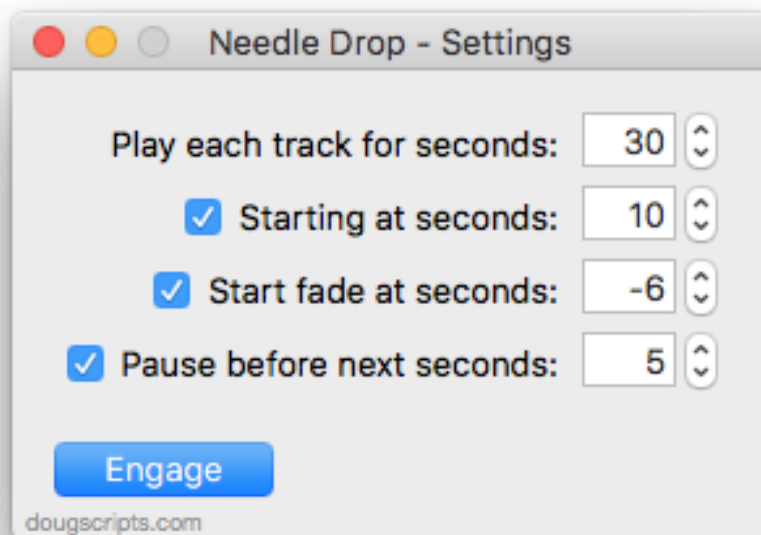 Needle Drop - Settings
Play each track for seconds: 30
Starting at seconds: 10
Start fade at seconds: -6
Pause before next seconds: 5
Engage
dougscripts.com